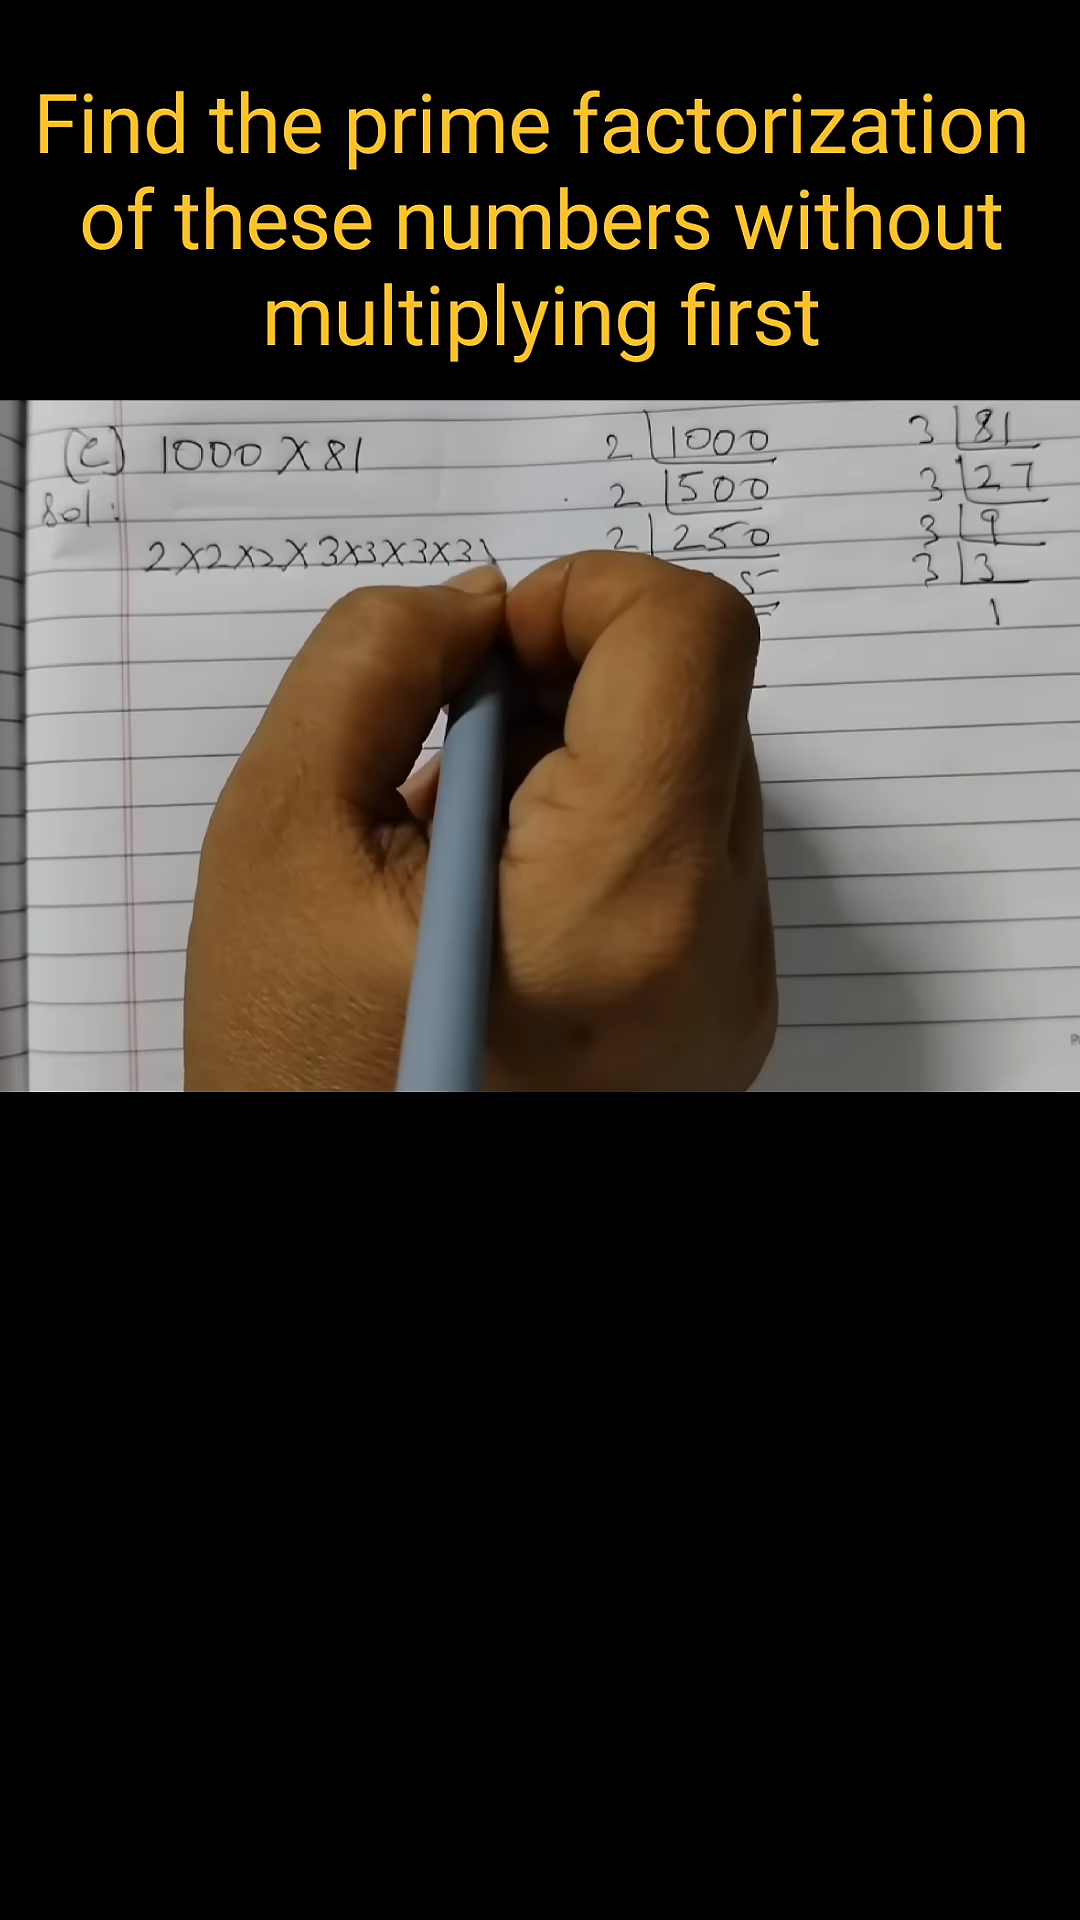 Find the prime factorization
of these numbers without
multiplying first
(C) 1000 X 81
Sol:
2X2X2X3X3X3X3X
2 1000
2 500
2 250
5
3 81
3 27
3 9
3 3
1